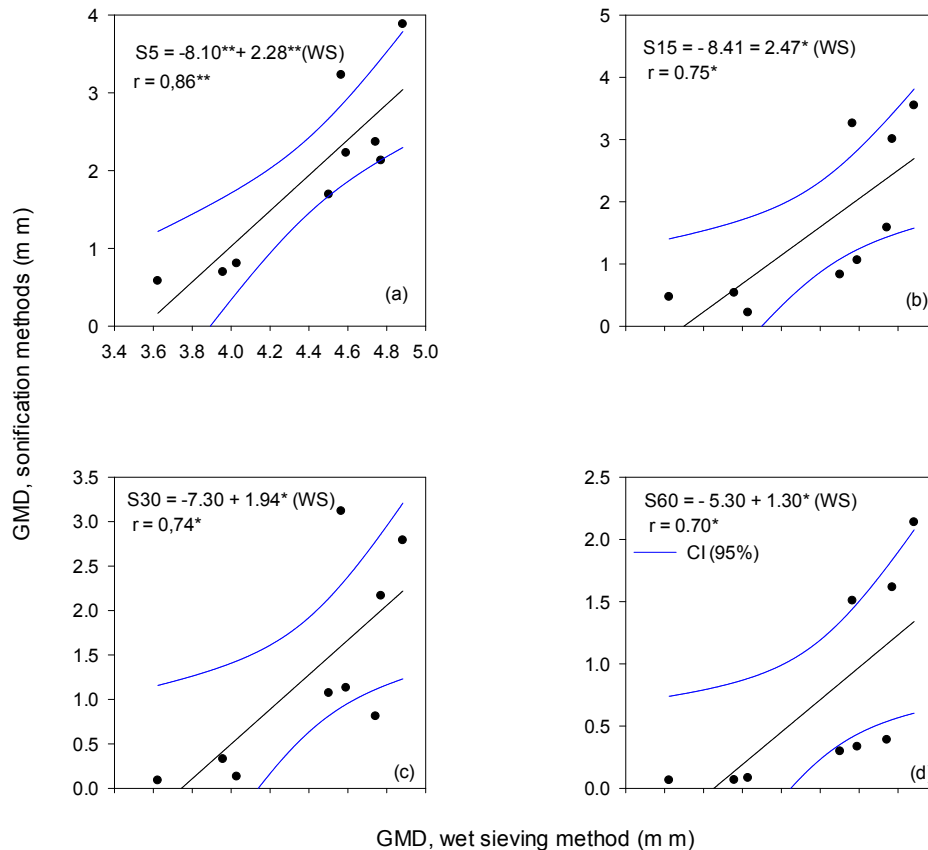 GMD, sonification methods (m m)
4
3
2
1
0
S5 = -8.10**+ 2.28**(WS)
r = 0,86**
(a)
3.4 3.6 3.8 4.0 4.2 4.4 4.6 4.8 5.0
5
4
3
2
1
0
S15 = - 8.41 = 2.47* (WS)
r = 0.75*
(b)
3.5
3.0
2.5
2.0
1.5
1.0
0.5
0.0
S30 = -7.30 + 1.94* (WS)
r = 0,74*
(c)
2.5
2.0
1.5
1.0
0.5
0.0
S60 = - 5.30 + 1.30* (WS)
r = 0.70*
CI (95%)
(d
GMD, wet sieving method (m m)